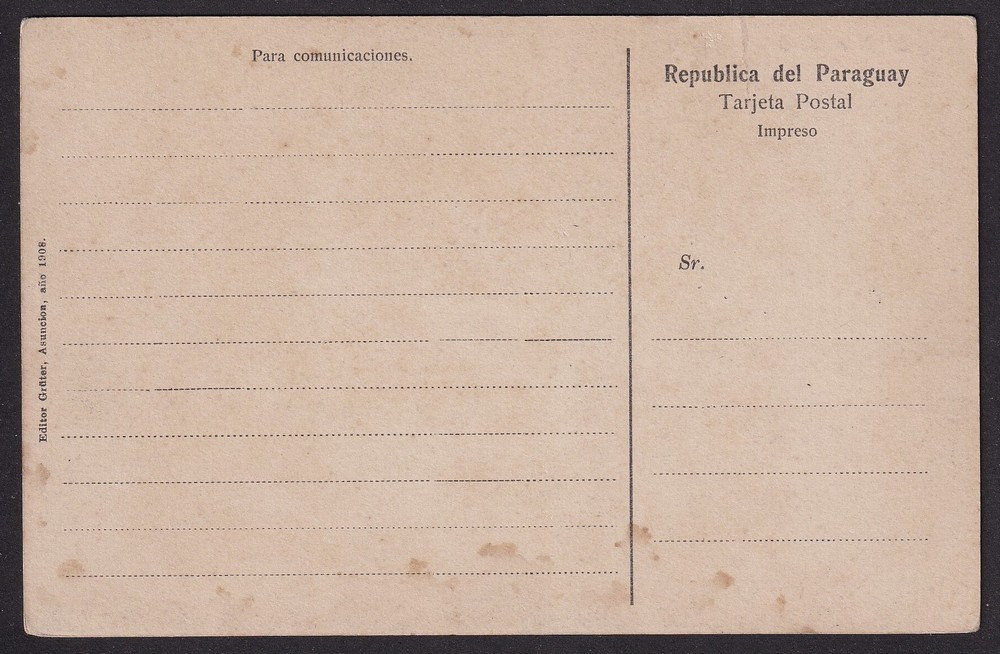 Para comunicaciones.
Republica del Paraguay
Tarjeta Postal
Impreso
Sr.
Editor Grüter, Asuncion, año 1908.